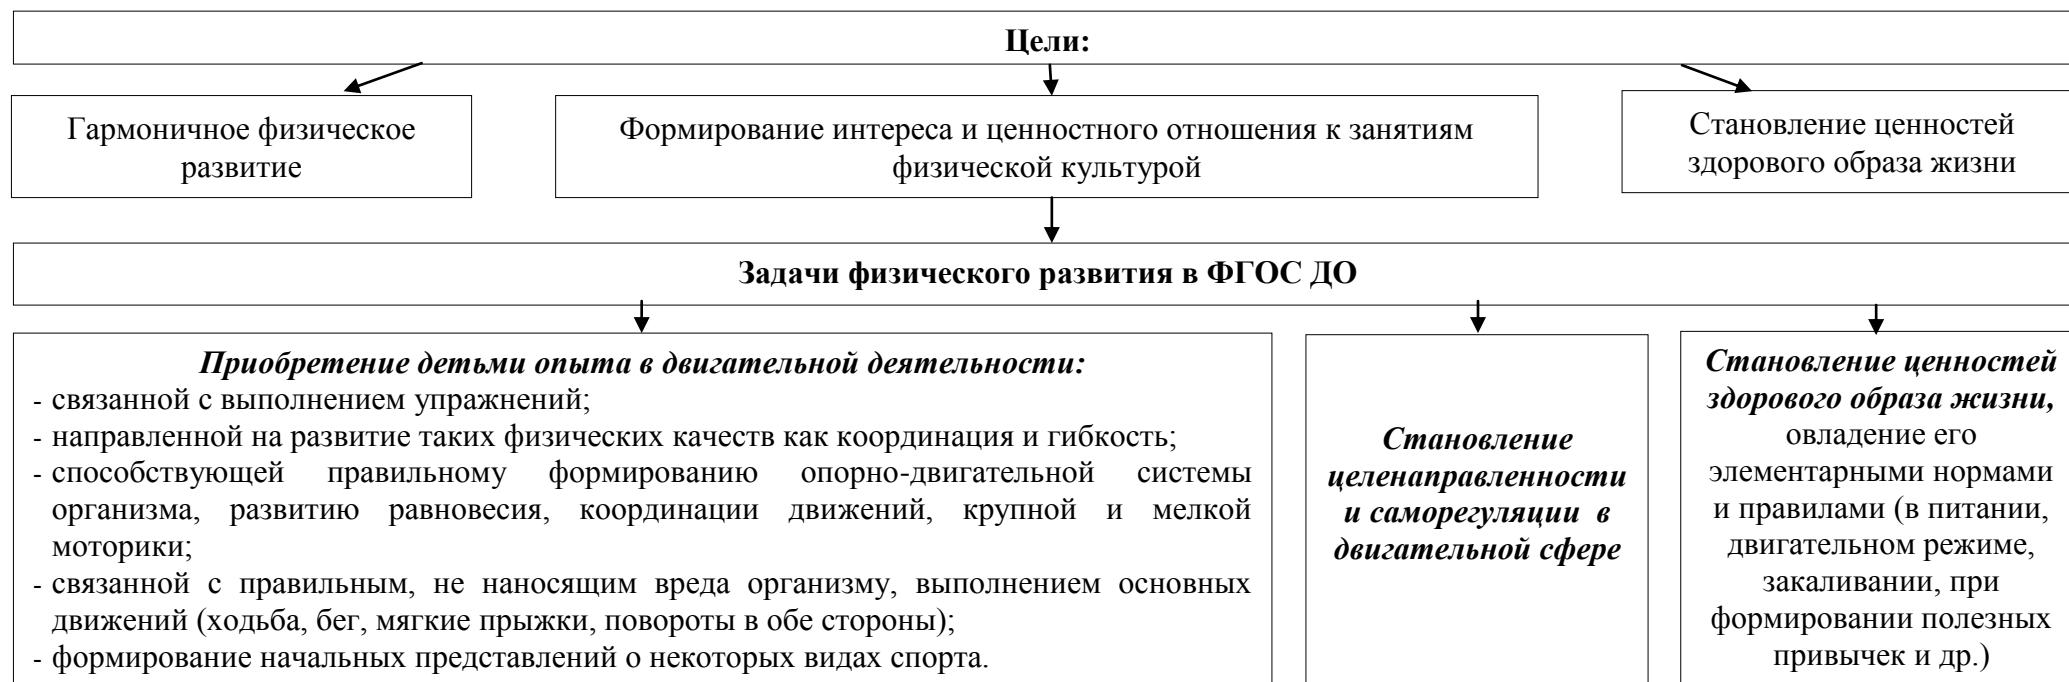 Цели:
Гармоничное физическое
развитие
Формирование интереса и ценностного отношения к занятиям
физической культурой
Становление ценностей
здорового образа жизни
Задачи физического развития в ФГОС ДО
Приобретение детьми опыта в двигательной деятельности:
- связанной с выполнением упражнений;
- направленной на развитие таких физических качеств как координация и гибкость;
- способствующей правильному формированию опорно-двигательной системы
организма, развитию равновесия, координации движений, крупной и мелкой
моторики;
- связанной с правильным, не наносящим вреда организму, выполнением основных
движений (ходьба, бег, мягкие прыжки, повороты в обе стороны);
- формирование начальных представлений о некоторых видах спорта.
Становление
целенаправленности
и саморегуляции в
двигательной сфере
Становление ценностей
здорового образа жизни,
овладение его
элементарными нормами
и правилами (в питании,
двигательном режиме,
закаливании, при
формировании полезных
привычек и др.)